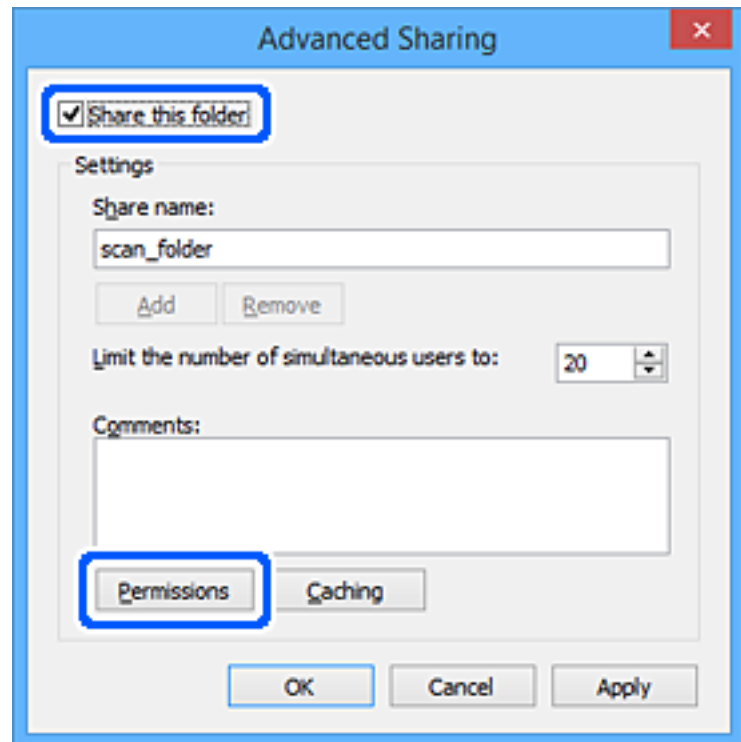 Advanced Sharing
Share this folder
Settings
Share name:
scan_folder
Add Remove
Limit the number of simultaneous users to: 20
Comments:
Permissions Caching
OK Cancel Apply